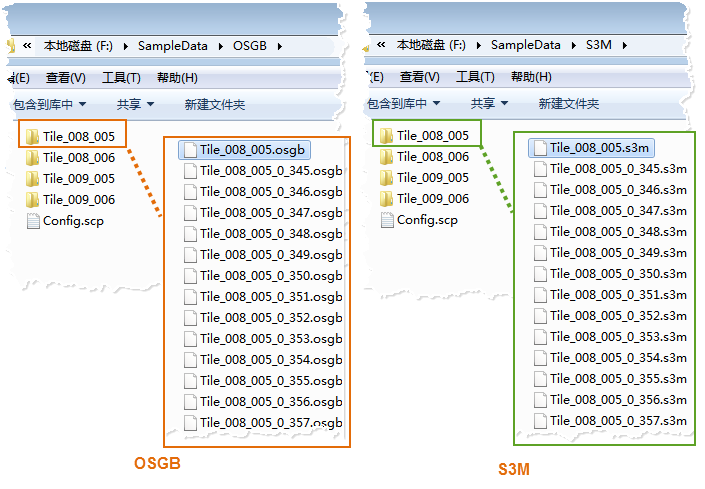 « 本地磁盘 (F:) ▶ SampleData ▶ OSGB ▶
(E) 查看(V) 工具(T) 帮助(H)
包含到库中 ▼ 共享 ▼ 新建文件夹
Tile_008_005
Tile_008_006
Tile_009_005
Tile_009_006
Config.scp
Tile_008_005.osgb
Tile_008_005_0_345.osgb
Tile_008_005_0_346.osgb
Tile_008_005_0_347.osgb
Tile_008_005_0_348.osgb
Tile_008_005_0_349.osgb
Tile_008_005_0_350.osgb
Tile_008_005_0_351.osgb
Tile_008_005_0_352.osgb
Tile_008_005_0_353.osgb
Tile_008_005_0_354.osgb
Tile_008_005_0_355.osgb
Tile_008_005_0_356.osgb
Tile_008_005_0_357.osgb
OSGB
« 本地磁盘 (F:) ▶ SampleData ▶ S3M ▶
(E) 查看(V) 工具(T) 帮助(H)
包含到库中 ▼ 共享 ▼ 新建文件夹
Tile_008_005
Tile_008_006
Tile_009_005
Tile_009_006
Config.scp
Tile_008_005.s3m
Tile_008_005_0_345.s3m
Tile_008_005_0_346.s3m
Tile_008_005_0_347.s3m
Tile_008_005_0_348.s3m
Tile_008_005_0_349.s3m
Tile_008_005_0_350.s3m
Tile_008_005_0_351.s3m
Tile_008_005_0_352.s3m
Tile_008_005_0_353.s3m
Tile_008_005_0_354.s3m
Tile_008_005_0_355.s3m
Tile_008_005_0_356.s3m
Tile_008_005_0_357.s3m
S3M